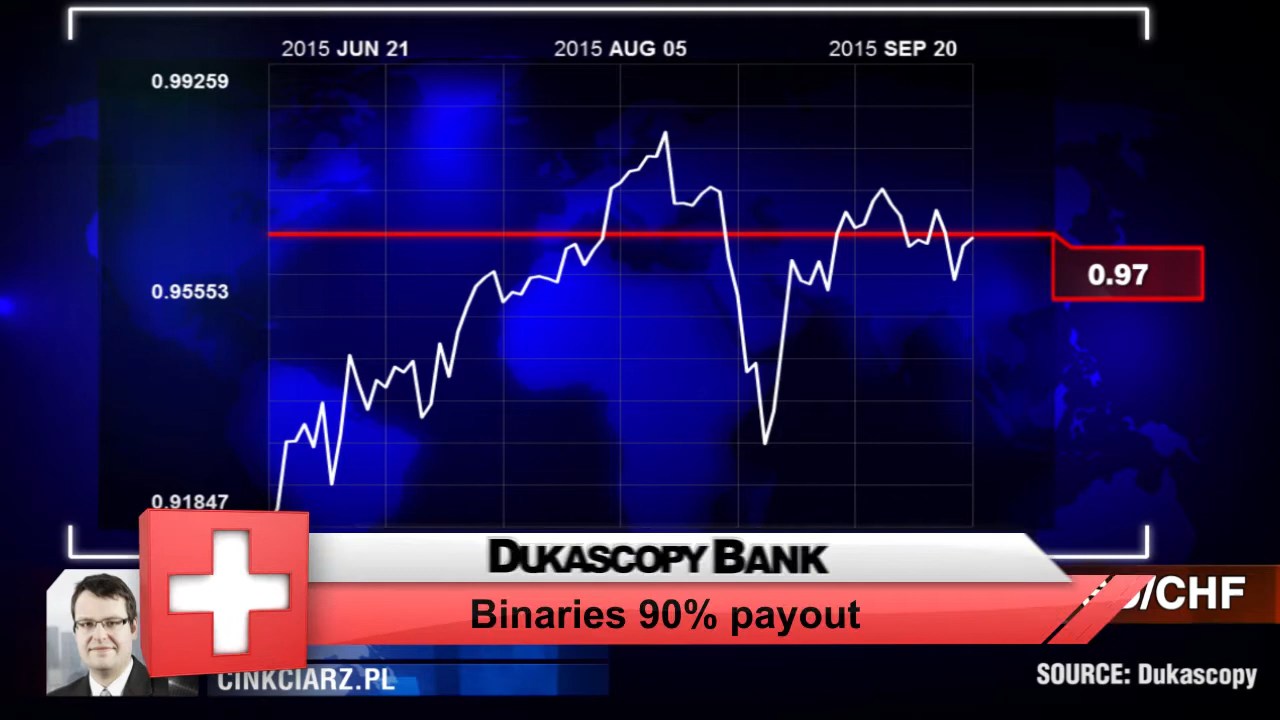 2015 JUN 21 2015 AUG 05 2015 SEP 20
0.99259
0.97
0.95553
0.91847
DUKASCOPY BANK
Binaries 90% payout
/CHF
CINKCIARZ.PL
SOURCE: Dukascopy